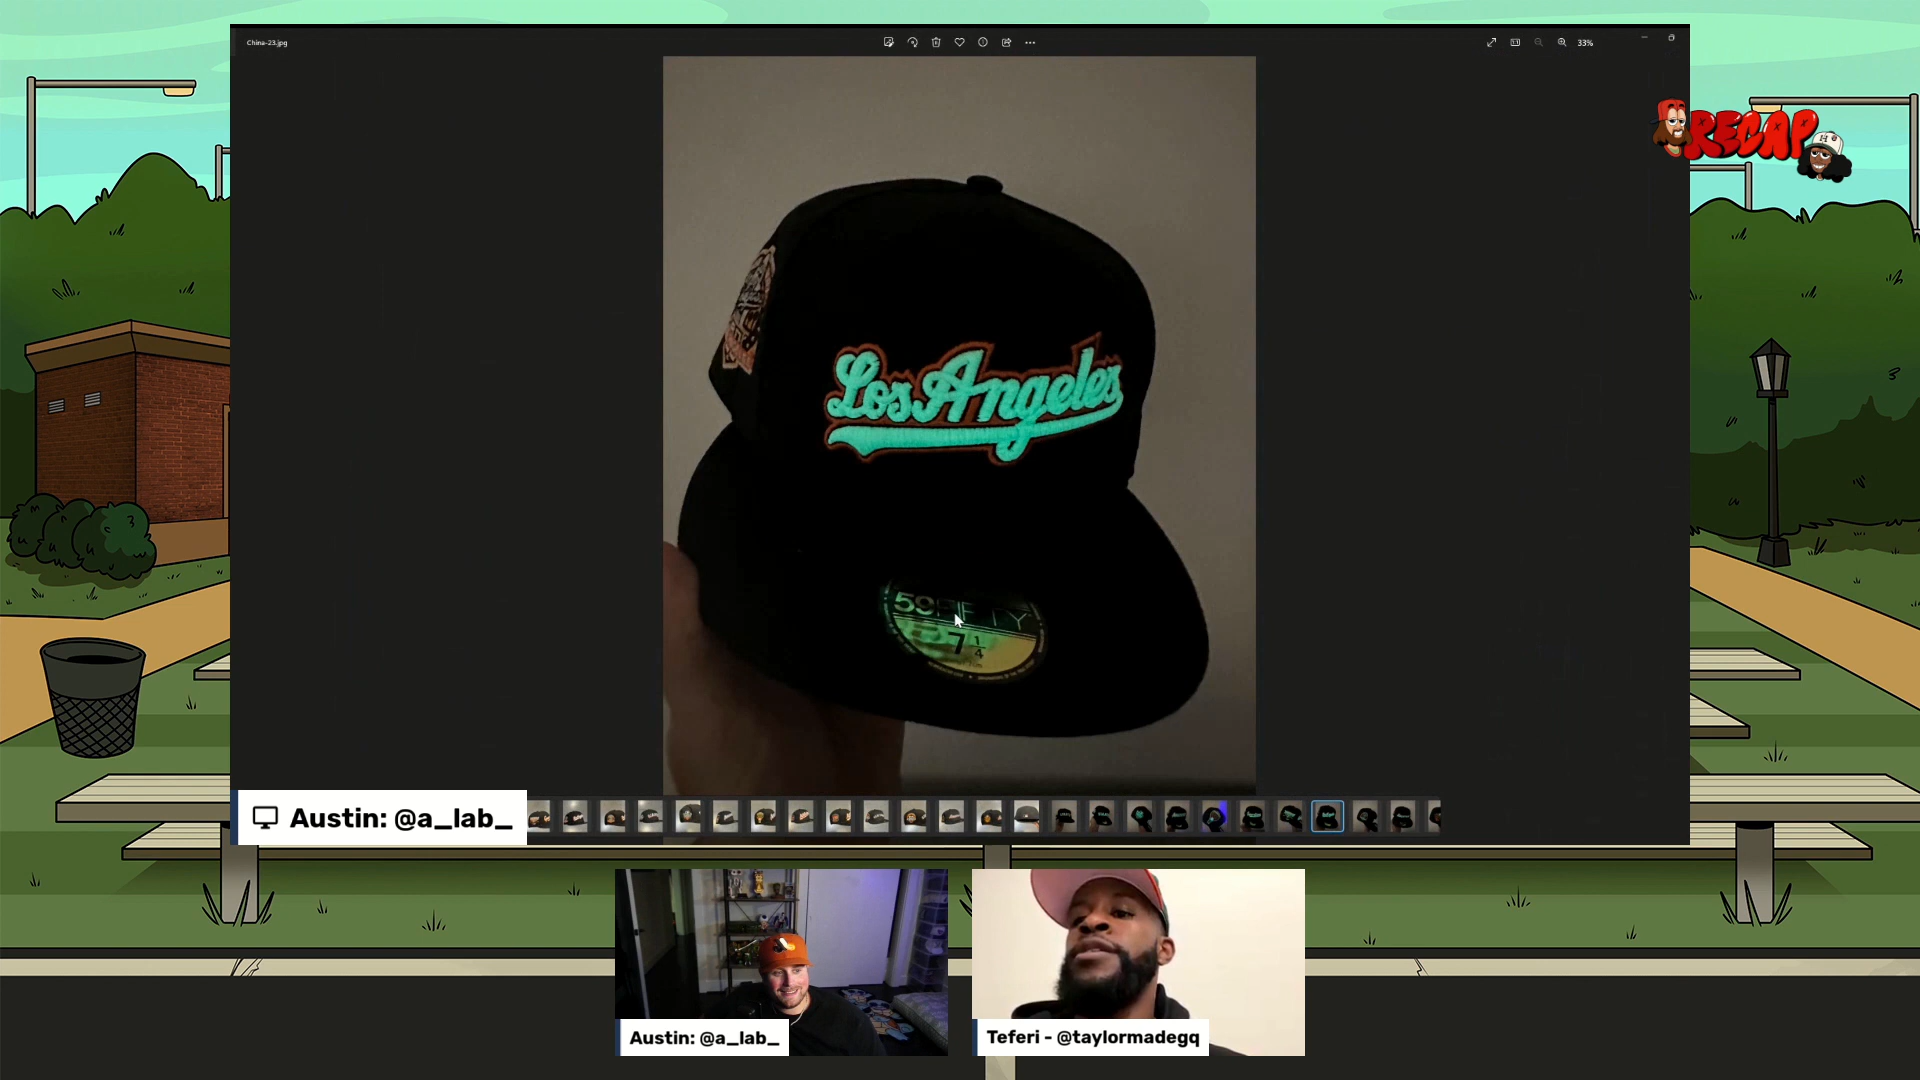 China-23.jpg
33%
RECAP
Los Angeles
59FIFTY
7 1/4
Austin: @a_lab_
Austin: @a_lab_
Teferi - @taylormadegq